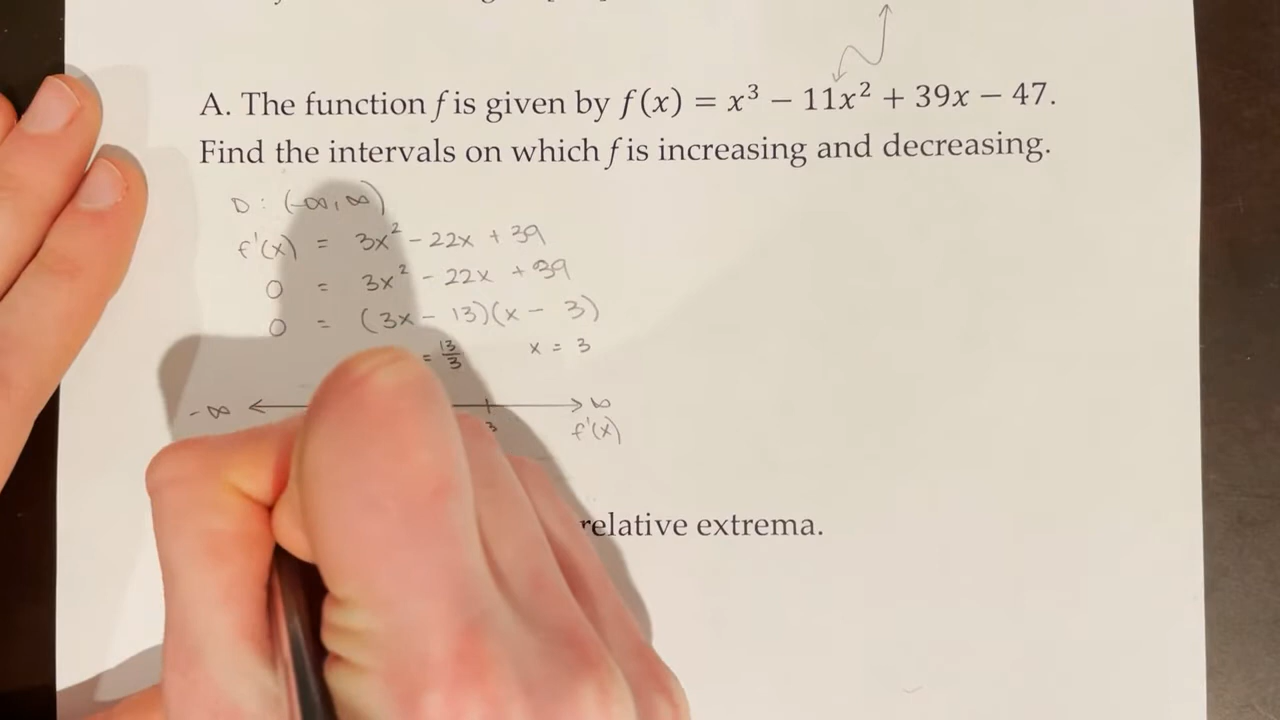 A. The function f is given by f(x) = x³ − 11x² + 39x − 47.
Find the intervals on which f is increasing and decreasing.
D: (-∞, ∞)
f'(x) = 3x² - 22x + 39
0 = 3x² - 22x + 39
0 = (3x - 13)(x - 3)
= 13/3 x = 3
-∞ ∞
3 f'(x)
relative extrema.